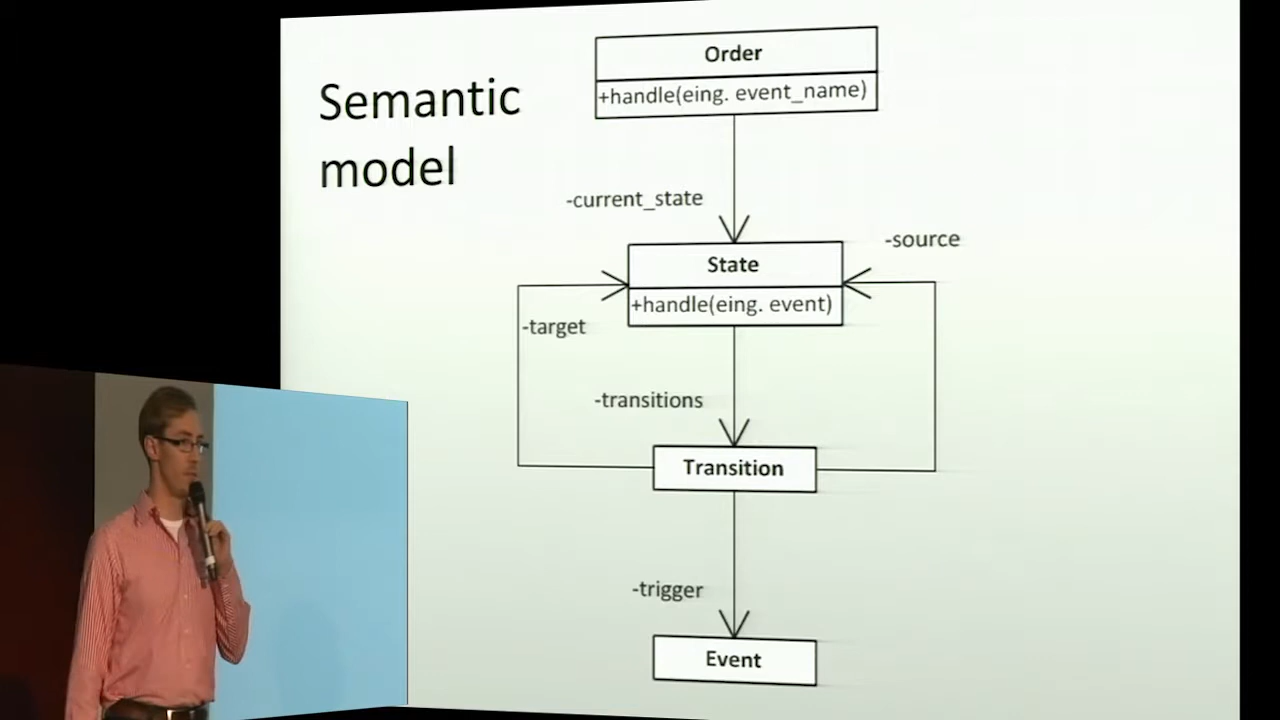 Semantic
model
Order
+handle(eing. event_name)
-current_state
-source
State
+handle(eing. event)
-target
-transitions
Transition
-trigger
Event